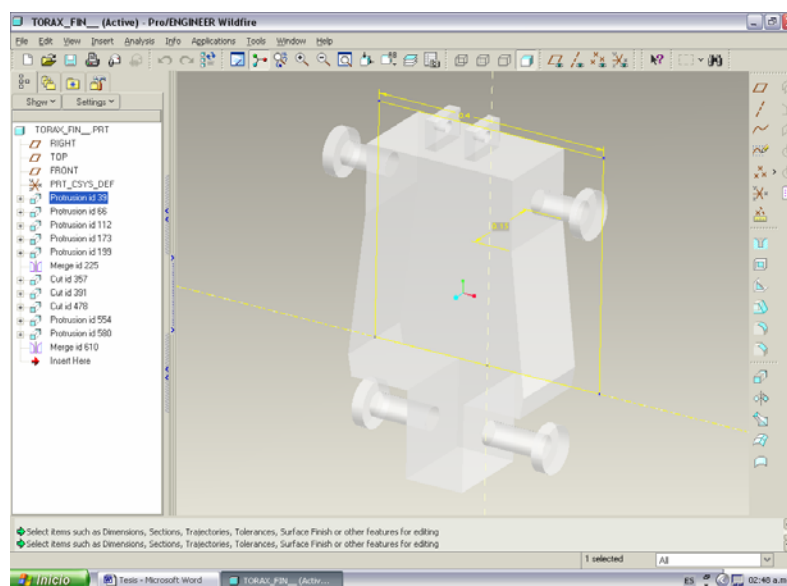 TORAX_FIN__ (Active) - Pro/ENGINEER Wildfire
File Edit View Insert Analysis Info Applications Tools Window Help
Show Settings
TORAX_FIN__.PRT
RIGHT
TOP
FRONT
PRT_CSYS_DEF
Protrusion id 39
Protrusion id 66
Protrusion id 112
Protrusion id 173
Protrusion id 199
Merge id 225
Cut id 357
Cut id 391
Cut id 478
Protrusion id 554
Protrusion id 580
Merge id 610
Insert Here
Select items such as Dimensions, Sections, Trajectories, Tolerances, Surface Finish or other features for editing
Select items such as Dimensions, Sections, Trajectories, Tolerances, Surface Finish or other features for editing
1 selected All
Inicio Tesis - Microsoft Word TORAX_FIN__ (Activ... ES 02:46 a.m.